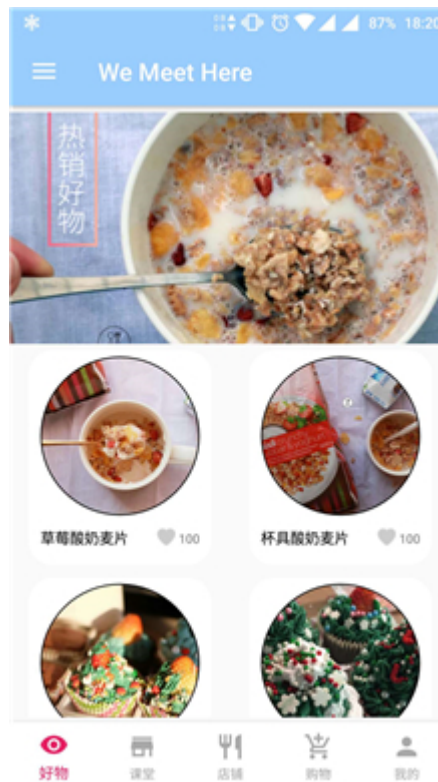 87% 18:20
We Meet Here
热销好物
草莓酸奶麦片 100
杯具酸奶麦片 100
好物 课堂 店铺 购物 我的